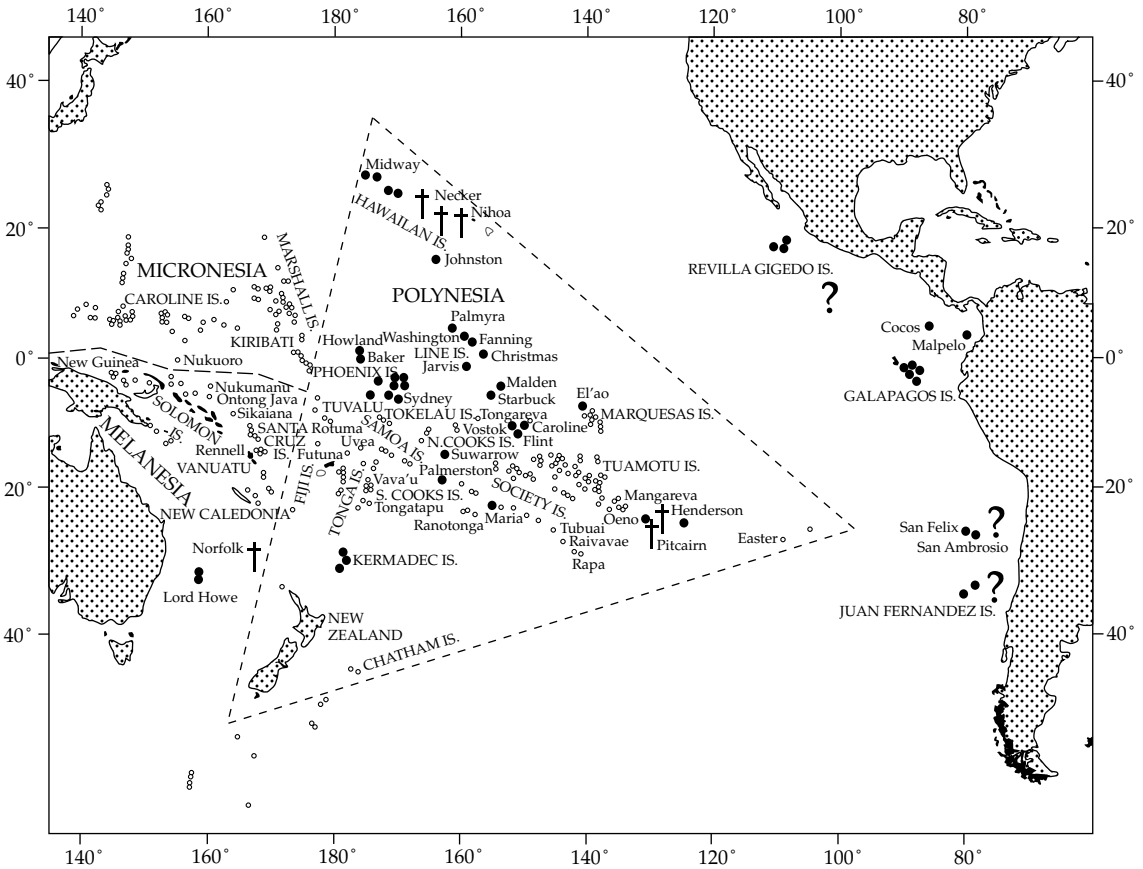 140° 160° 180° 160° 140° 120° 100° 80°
40° 40°
Midway
Necker
Nihoa
HAWAILAN IS.
20° 20°
Johnston
MICRONESIA
MARSHALL IS.
REVILLA GIGEDO IS.
?
CAROLINE IS.
POLYNESIA
Palmyra
Cocos
KIRIBATI
Howland
Washington
Fanning
Malpelo
LINE IS.
Christmas
0° 0°
New Guinea
Nukuoro
Baker
Jarvis
PHOENIX IS.
GALAPAGOS IS.
Nukumanu
Malden
El'ao
Ontong Java
Sydney
Starbuck
SOLOMON
IS.
Sikaiana
TUVALU
TOKELAU IS.
Tongareva
MARQUESAS IS.
SANTA
CRUZ
IS.
Rotuma
SAMOA IS.
Vostok
Caroline
MELANESIA
Rennell
Uvea
N.COOKS IS.
Flint
Futuna
Suwarrow
VANUATU
FIJI IS.
Palmerston
TUAMOTU IS.
Vava'u
20° 20°
TONGA IS.
S. COOKS IS.
SOCIETY IS.
Mangareva
NEW CALEDONIA
Tongatapu
Maria
Oeno
Henderson
Ranotonga
Tubuai
San Felix
?
Norfolk
Raivavae
Pitcairn
Easter
San Ambrosio
KERMADEC IS.
Rapa
Lord Howe
?
JUAN FERNANDEZ IS.
NEW
ZEALAND
40° 40°
CHATHAM IS.
140° 160° 180° 160° 140° 120° 100° 80°